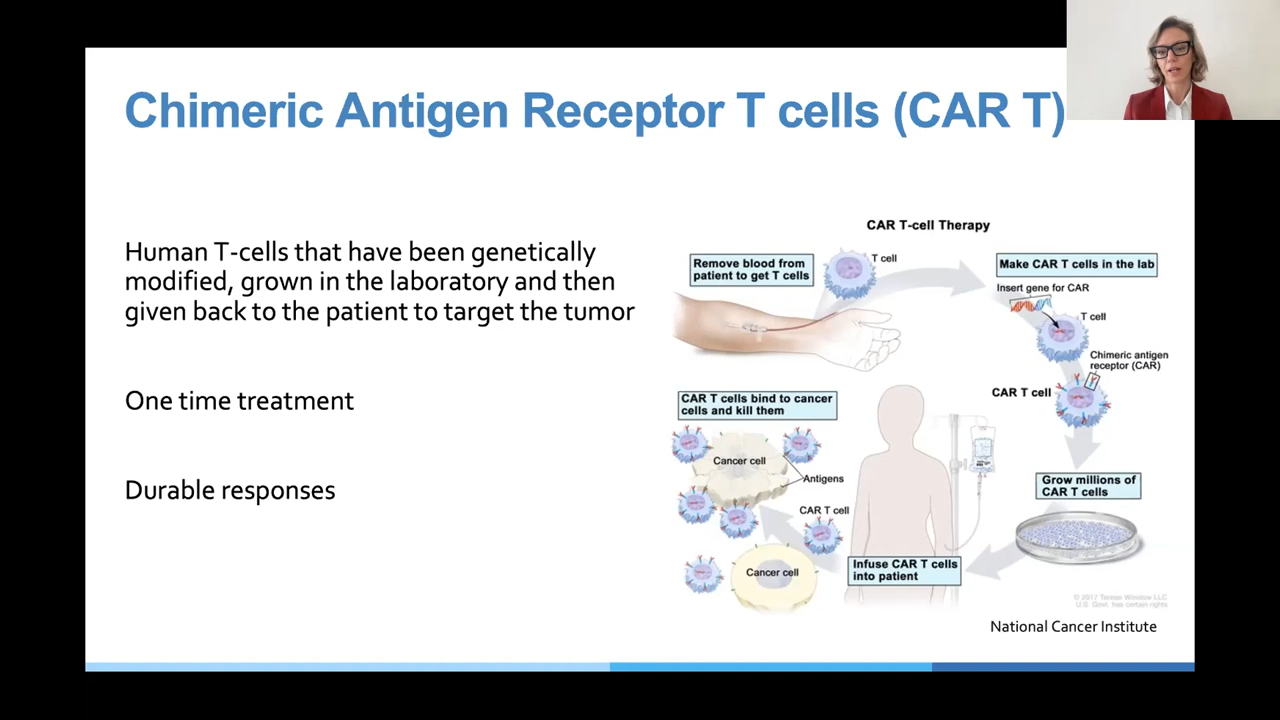 Chimeric Antigen Receptor T cells (CAR T)
Human T-cells that have been genetically
modified, grown in the laboratory and then
given back to the patient to target the tumor
One time treatment
Durable responses
CAR T-cell Therapy
Remove blood from
patient to get T cells
T cell
Make CAR T cells in the lab
Insert gene for CAR
T cell
Chimeric antigen
receptor (CAR)
CAR T cell
Grow millions of
CAR T cells
Infuse CAR T cells
into patient
CAR T cells bind to cancer
cells and kill them
Cancer cell
Antigens
CAR T cell
Cancer cell
© 2017 Terese Winslow LLC
U.S. Govt. has certain rights
National Cancer Institute